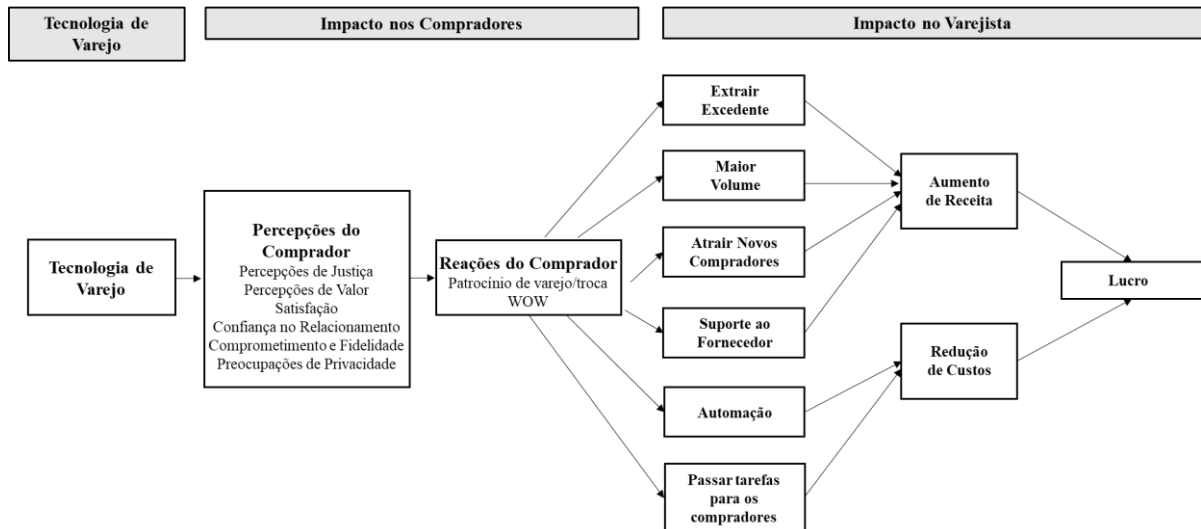 Tecnologia de
Varejo
Impacto nos Compradores
Impacto no Varejista
Tecnologia de
Varejo
Percepções do
Comprador
Percepções de Justiça
Percepções de Valor
Satisfação
Confiança no Relacionamento
Comprometimento e Fidelidade
Preocupações de Privacidade
Reações do Comprador
Patrocínio de varejo/troca
WOW
Extrair
Excedente
Maior
Volume
Atrair Novos
Compradores
Suporte ao
Fornecedor
Automação
Passar tarefas
para os
compradores
Aumento
de Receita
Redução
de Custos
Lucro